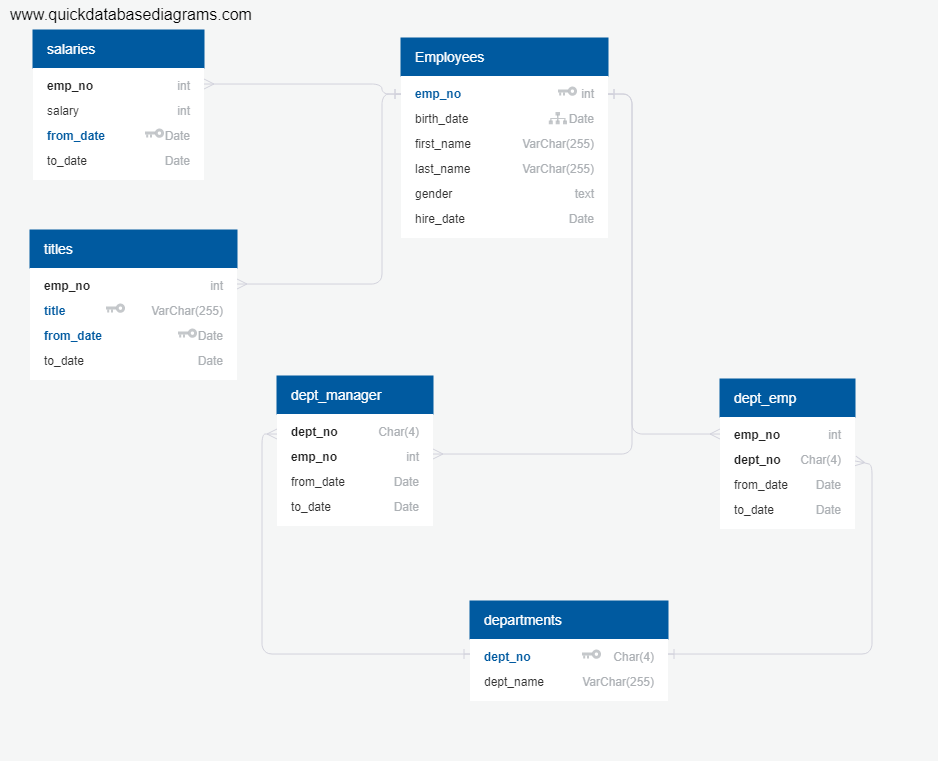 www.quickdatabasediagrams.com
salaries
emp_no int
salary int
from_date Date
to_date Date
Employees
emp_no int
birth_date Date
first_name VarChar(255)
last_name VarChar(255)
gender text
hire_date Date
titles
emp_no int
title VarChar(255)
from_date Date
to_date Date
dept_manager
dept_no Char(4)
emp_no int
from_date Date
to_date Date
dept_emp
emp_no int
dept_no Char(4)
from_date Date
to_date Date
departments
dept_no Char(4)
dept_name VarChar(255)